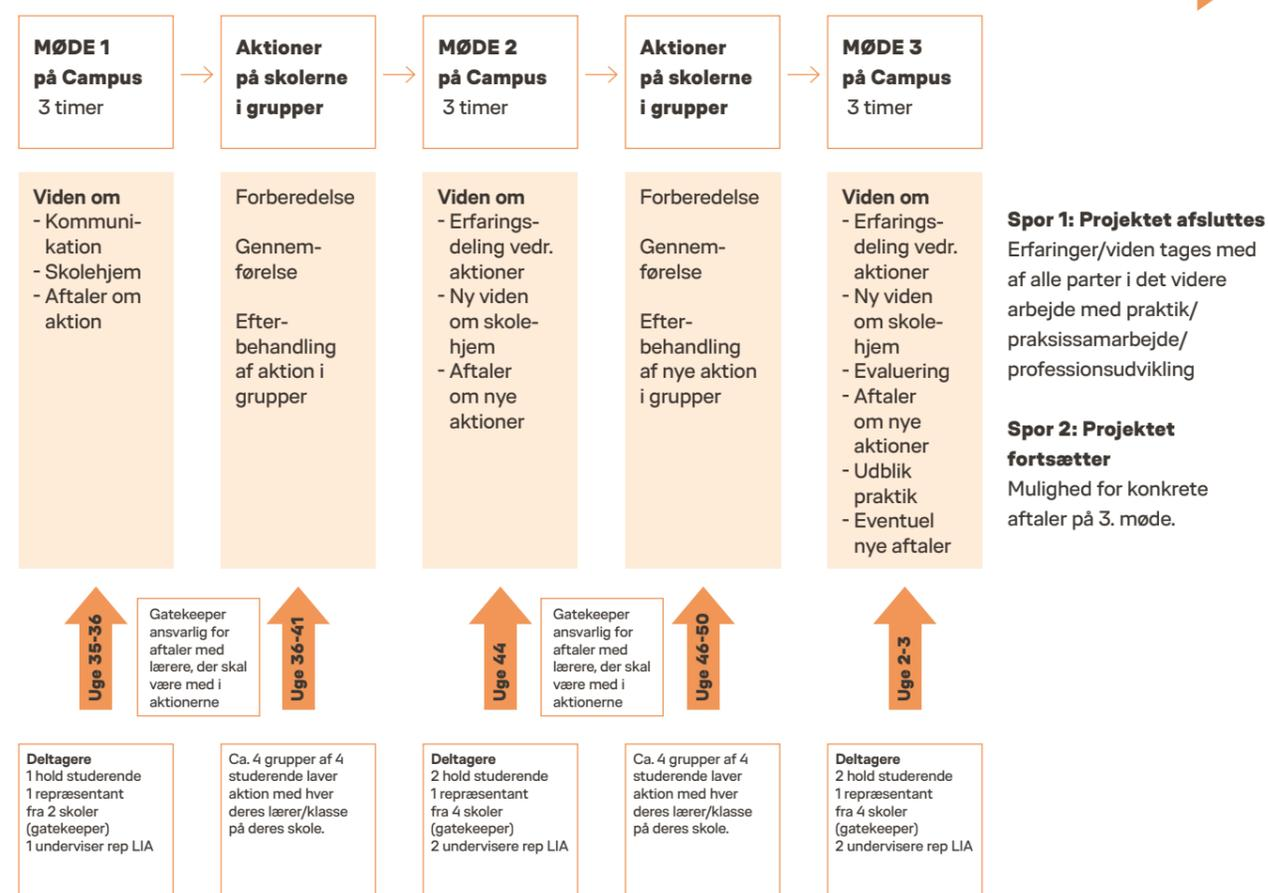 MØDE 1
på Campus
3 timer
Aktioner
på skolerne
i grupper
MØDE 2
på Campus
3 timer
Aktioner
på skolerne
i grupper
MØDE 3
på Campus
3 timer
Viden om
- Kommuni-
kation
- Skolehjem
- Aftaler om
aktion
Forberedelse
Gennem-
førelse
Efter-
behandling
af aktion i
grupper
Viden om
- Erfarings-
deling vedr.
aktioner
- Ny viden
om skole-
hjem
- Aftaler
om nye
aktioner
Forberedelse
Gennem-
førelse
Efter-
behandling
af nye aktion
i grupper
Viden om
- Erfarings-
deling vedr.
aktioner
- Ny viden
om skole-
hjem
- Evaluering
- Aftaler
om nye
aktioner
- Udblik
praktik
- Eventuel
nye aftaler
Spor 1: Projektet afsluttes
Erfaringer/viden tages med
af alle parter i det videre
arbejde med praktik/
praksissamarbejde/
professionsudvikling
Spor 2: Projektet
fortsætter
Mulighed for konkrete
aftaler på 3. møde.
Uge 35-36
Gatekeeper
ansvarlig for
aftaler med
lærere, der skal
være med i
aktionerne
Uge 36-41
Uge 44
Gatekeeper
ansvarlig for
aftaler med
lærere, der skal
være med i
aktionerne
Uge 46-50
Uge 2-3
Deltagere
1 hold studerende
1 repræsentant
fra 2 skoler
(gatekeeper)
1 underviser rep LIA
Ca. 4 grupper af 4
studerende laver
aktion med hver
deres lærer/klasse
på deres skole.
Deltagere
2 hold studerende
1 repræsentant
fra 4 skoler
(gatekeeper)
2 undervisere rep LIA
Ca. 4 grupper af 4
studerende laver
aktion med hver
deres lærer/klasse
på deres skole.
Deltagere
2 hold studerende
1 repræsentant
fra 4 skoler
(gatekeeper)
2 undervisere rep LIA